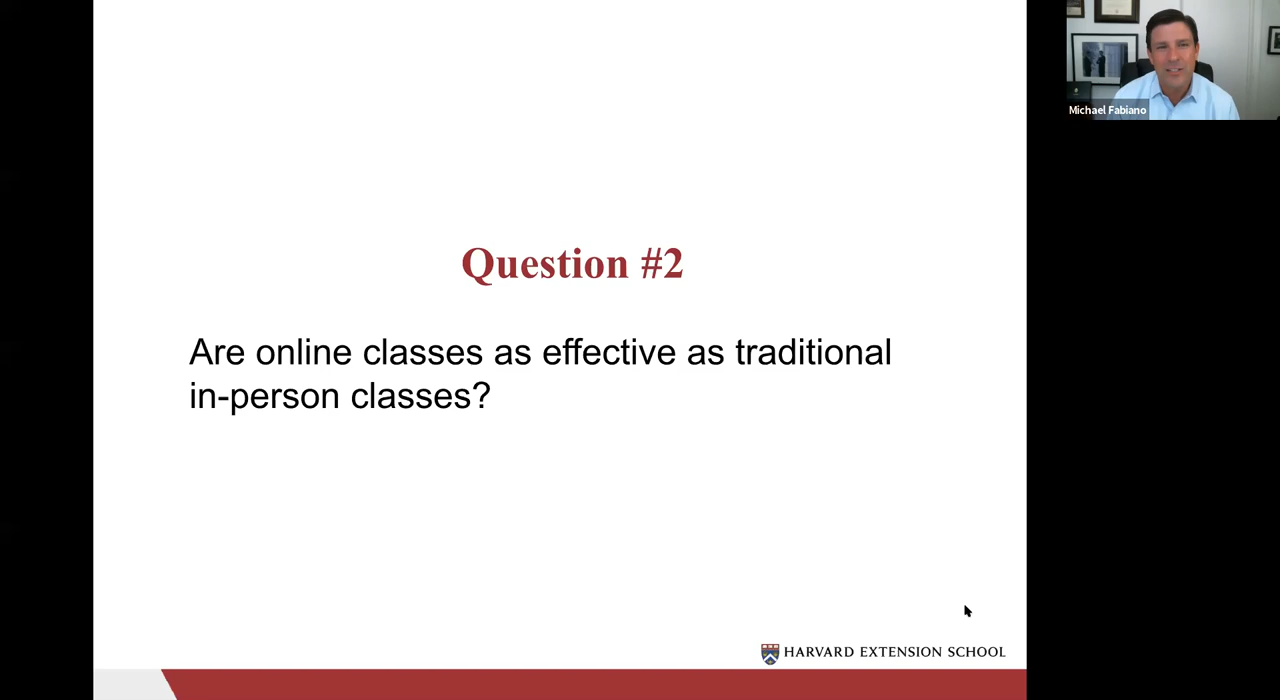 Michael Fabiano
Question #2
Are online classes as effective as traditional
in-person classes?
HARVARD EXTENSION SCHOOL